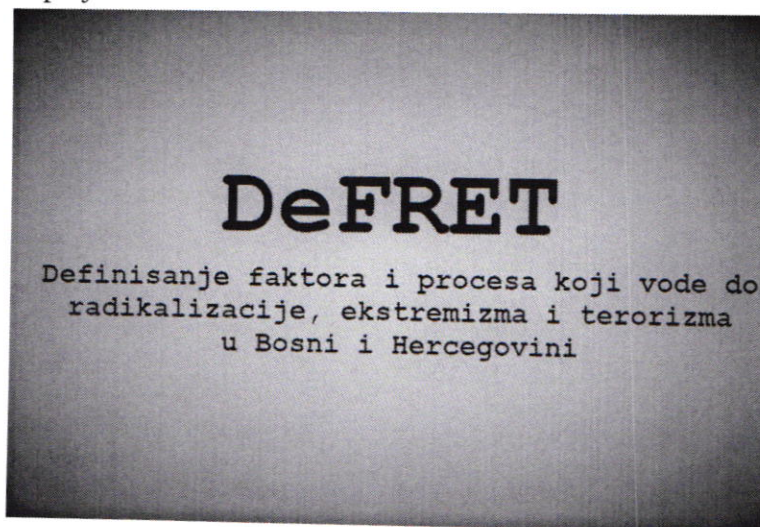 DeFRET
Definisanje faktora i procesa koji vode do
radikalizacije, ekstremizma i terorizma
u Bosni i Hercegovini